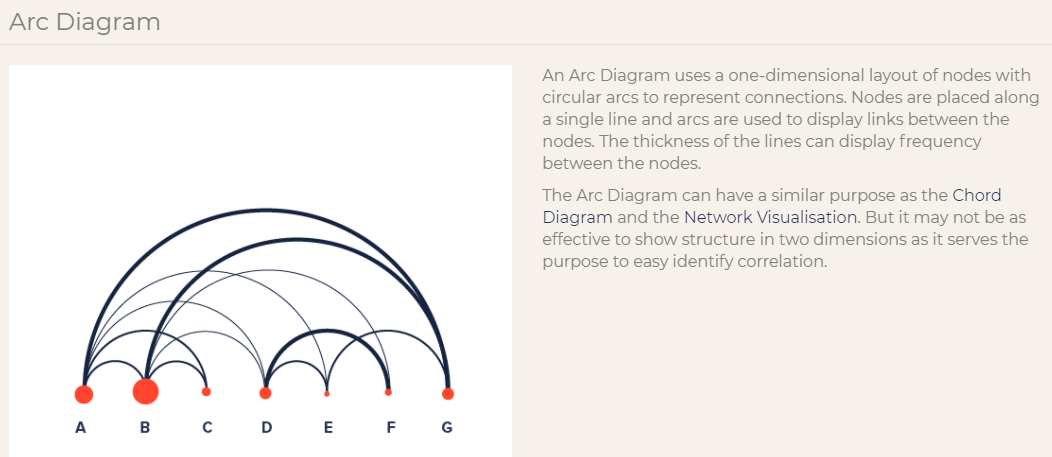 Arc Diagram
An Arc Diagram uses a one-dimensional layout of nodes with
circular arcs to represent connections. Nodes are placed along
a single line and arcs are used to display links between the
nodes. The thickness of the lines can display frequency
between the nodes.
The Arc Diagram can have a similar purpose as the Chord
Diagram and the Network Visualisation. But it may not be as
effective to show structure in two dimensions as it serves the
purpose to easy identify correlation.
A B C D E F G